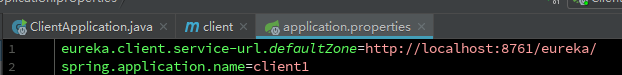 ClientApplication.java client application.properties
1 eureka.client.service-url.defaultZone=http://localhost:8761/eureka/
2 spring.application.name=client1